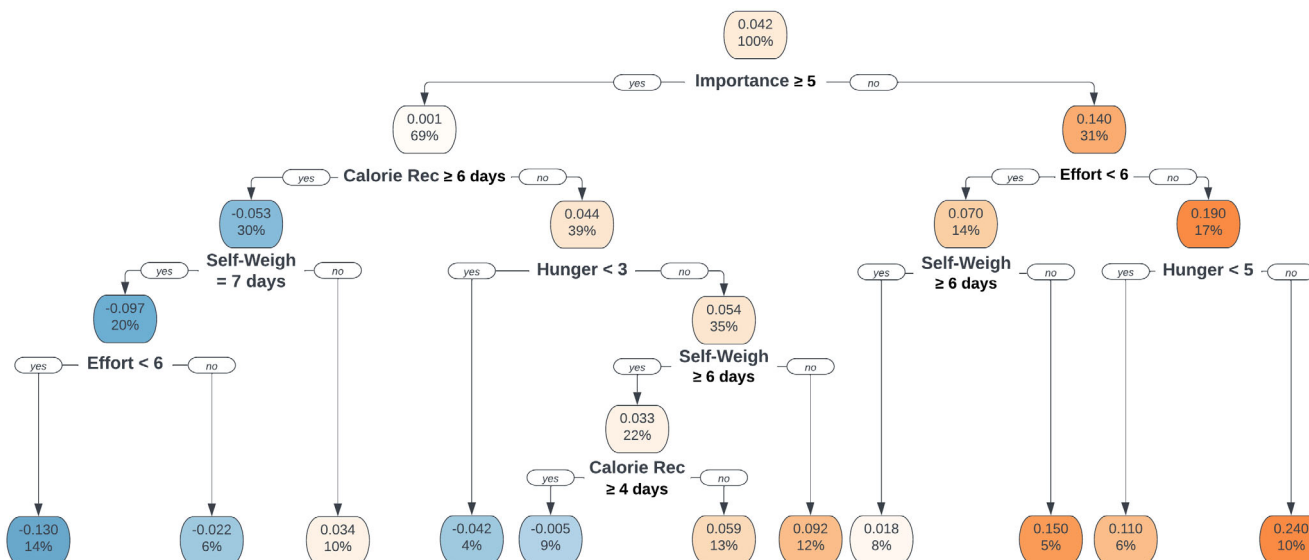 0.042
100%
yes
Importance ≥ 5
no
0.001
69%
0.140
31%
yes
Calorie Rec ≥ 6 days
no
yes
Effort < 6
no
-0.053
30%
0.044
39%
0.070
14%
0.190
17%
yes
Self-Weigh
= 7 days
no
yes
Hunger < 3
no
yes
Self-Weigh
≥ 6 days
no
yes
Hunger < 5
no
-0.097
20%
0.054
35%
yes
Effort < 6
no
yes
Self-Weigh
≥ 6 days
no
0.033
22%
yes
Calorie Rec
≥ 4 days
no
-0.130
14%
-0.022
6%
0.034
10%
-0.042
4%
-0.005
9%
0.059
13%
0.092
12%
0.018
8%
0.150
5%
0.110
6%
0.240
10%